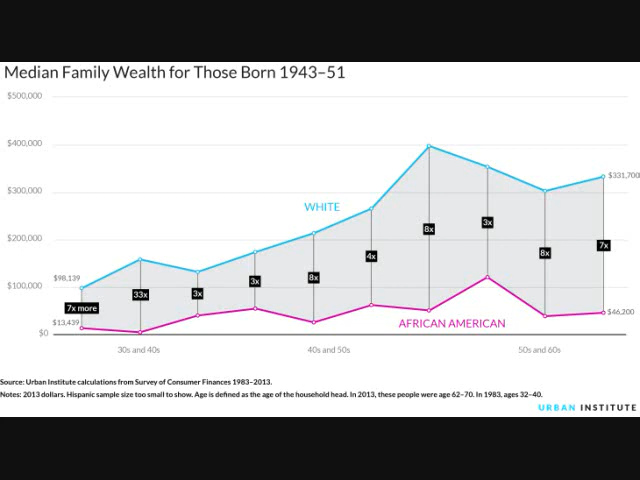 Median Family Wealth for Those Born 1943–51
$500,000
$400,000
$300,000
$200,000
$100,000
$0
WHITE
AFRICAN AMERICAN
$98,139
$13,439
$331,700
$46,200
7x more
33x
3x
3x
8x
4x
8x
3x
8x
7x
30s and 40s
40s and 50s
50s and 60s
Source: Urban Institute calculations from Survey of Consumer Finances 1983–2013.
Notes: 2013 dollars. Hispanic sample size too small to show. Age is defined as the age of the household head. In 2013, these people were age 62–70. In 1983, ages 32–40.
URBAN INSTITUTE